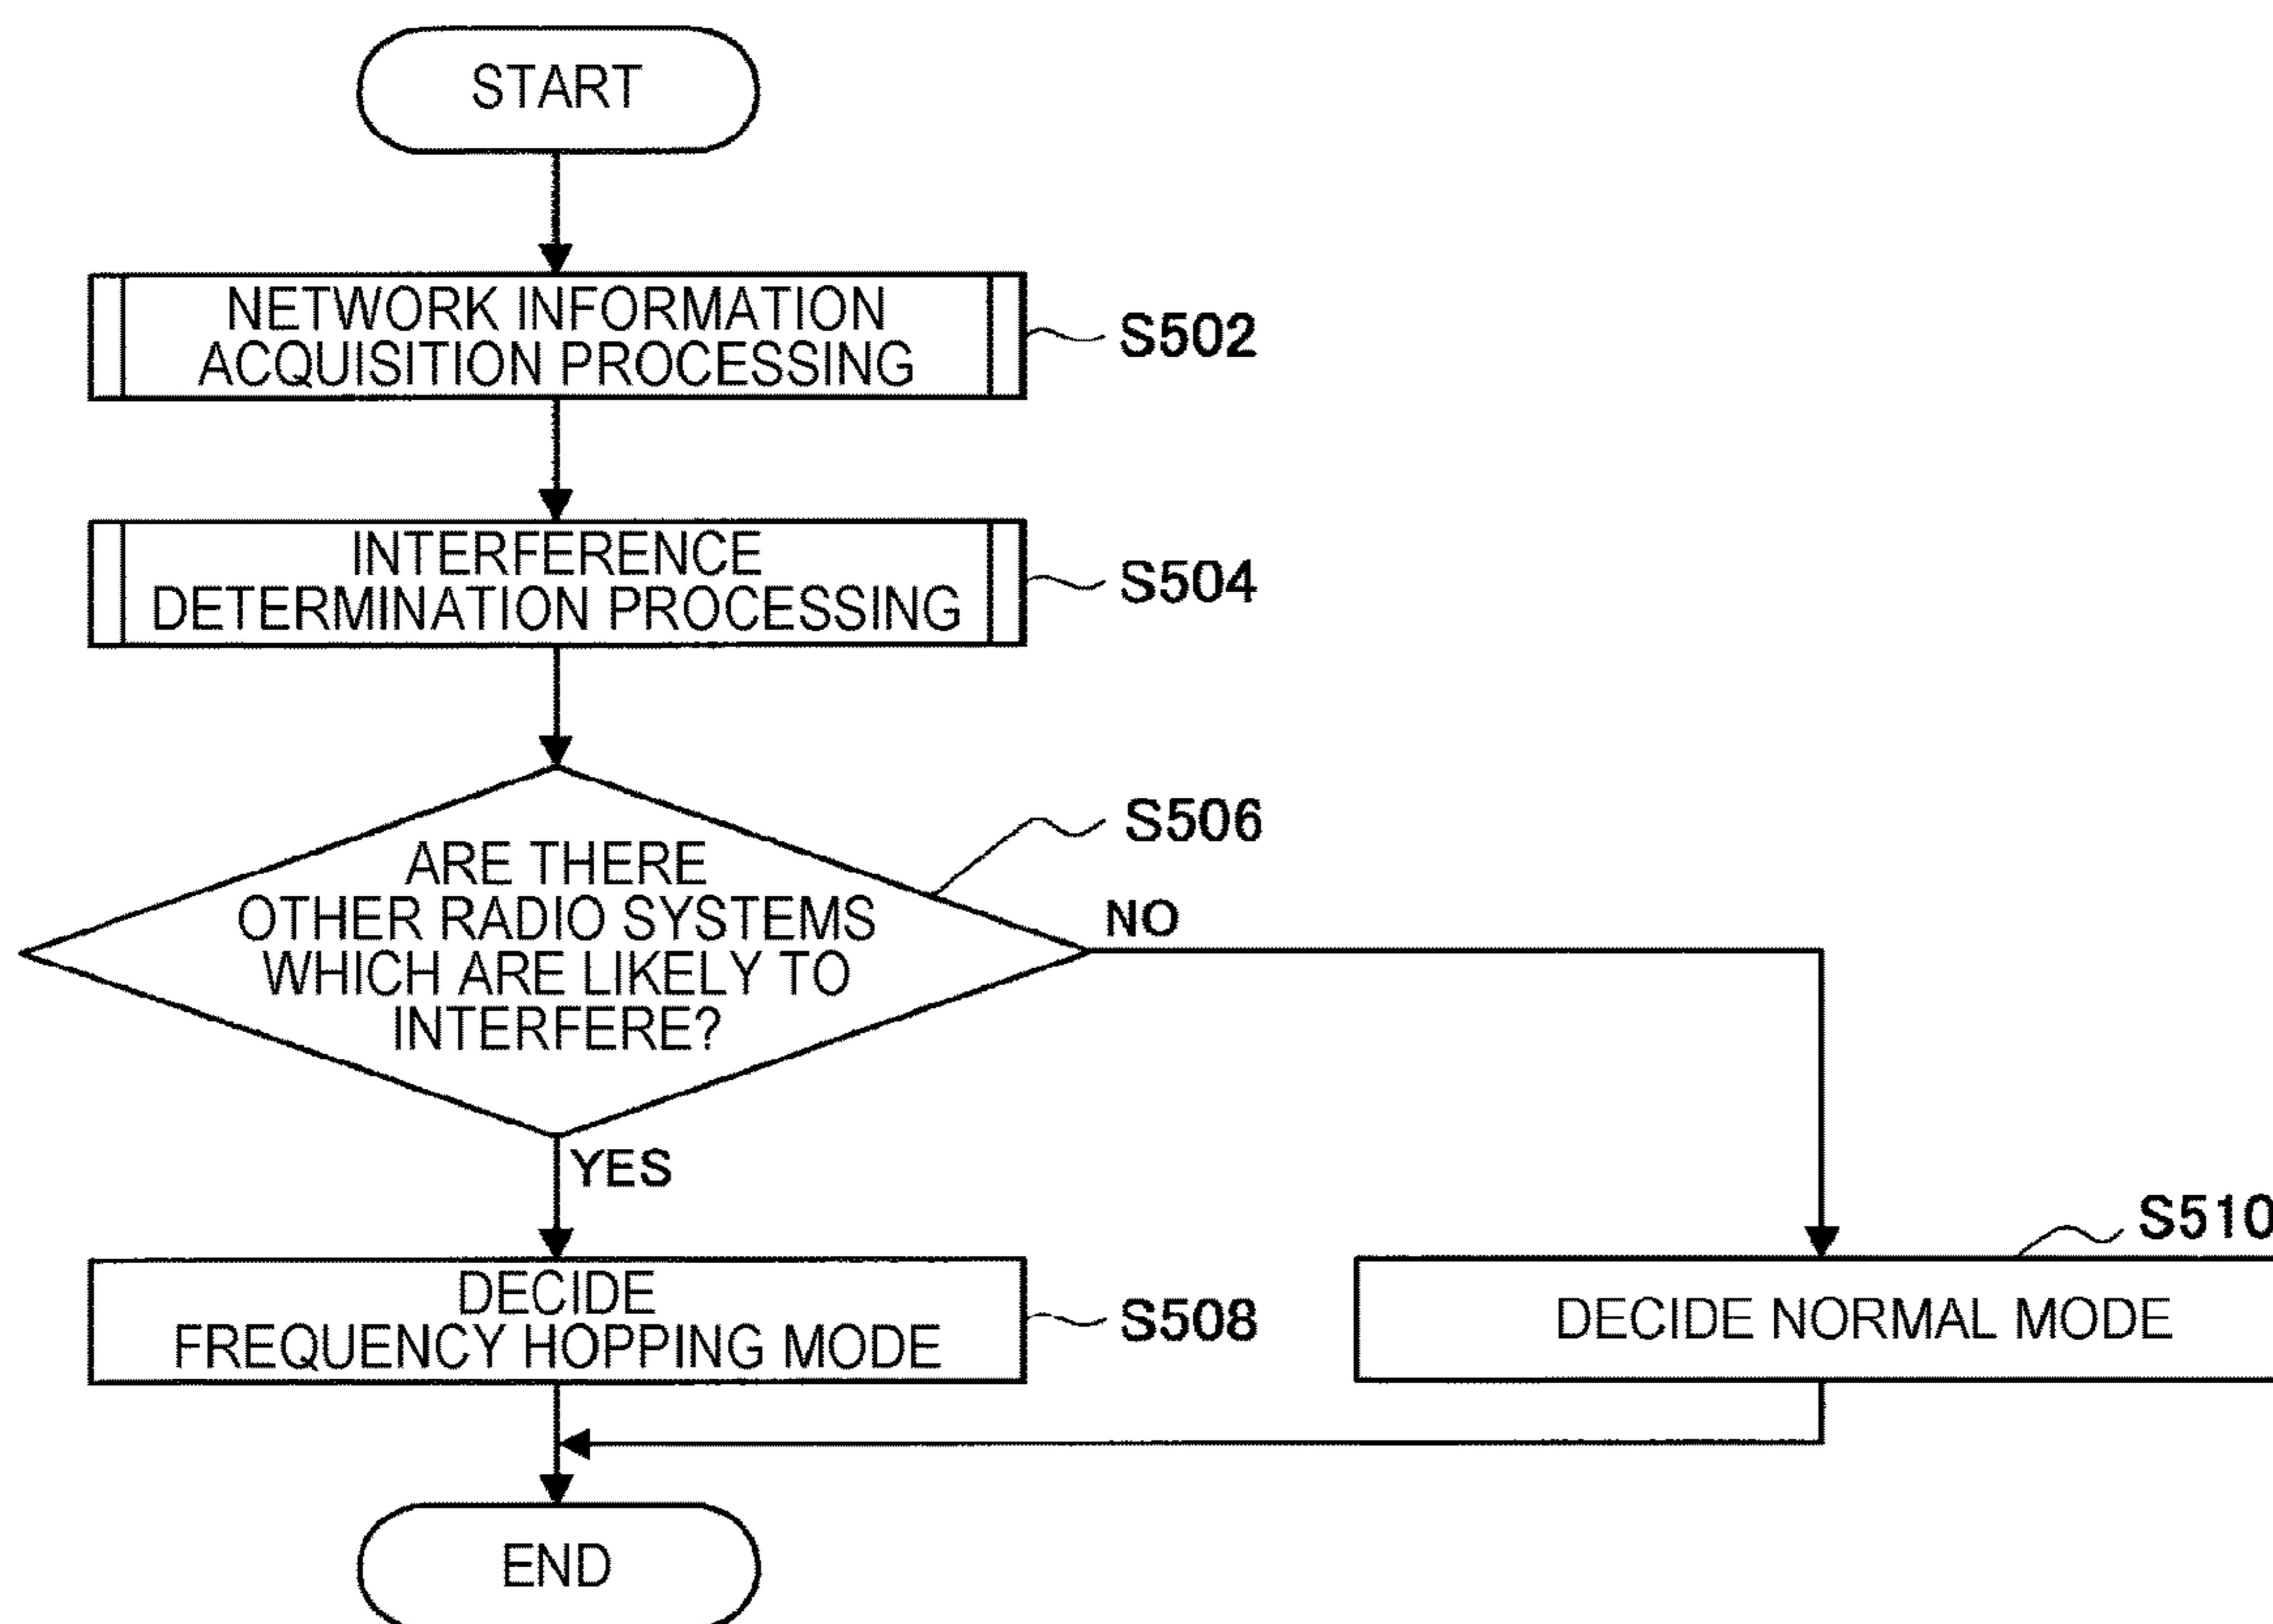 START
NETWORK INFORMATION
ACQUISITION PROCESSING
S502
INTERFERENCE
DETERMINATION PROCESSING
S504
S506
ARE THERE
OTHER RADIO SYSTEMS
WHICH ARE LIKELY TO
INTERFERE?
NO
YES
DECIDE
FREQUENCY HOPPING MODE
S508
S510
DECIDE NORMAL MODE
END